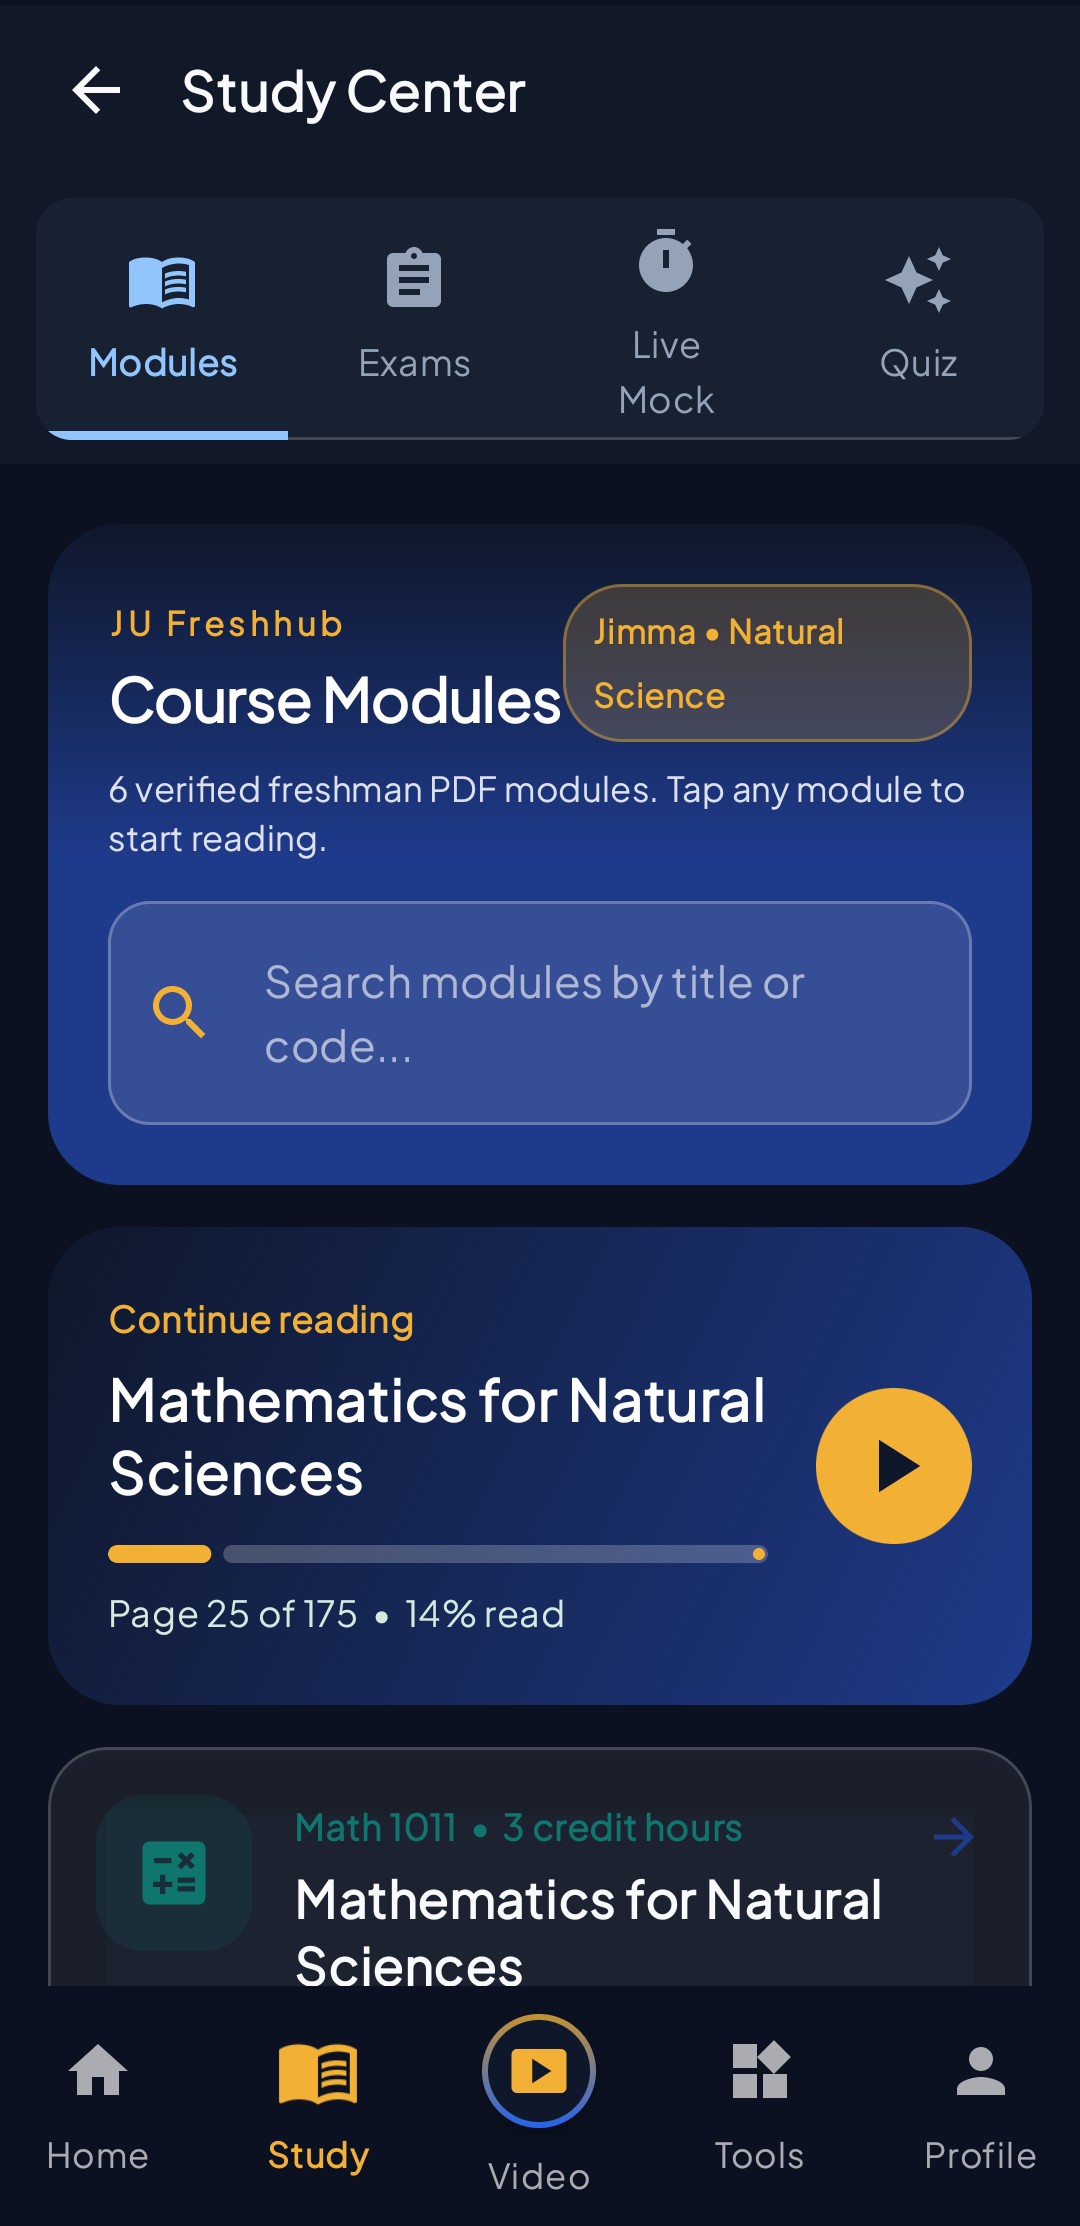 Study Center
Modules
Exams
Live
Mock
Quiz
JU Freshhub
Course Modules
Jimma • Natural
Science
6 verified freshman PDF modules. Tap any module to
start reading.
Search modules by title or
code...
Continue reading
Mathematics for Natural
Sciences
Page 25 of 175 • 14% read
Math 1011 • 3 credit hours
Mathematics for Natural
Sciences
Home
Study
Video
Tools
Profile